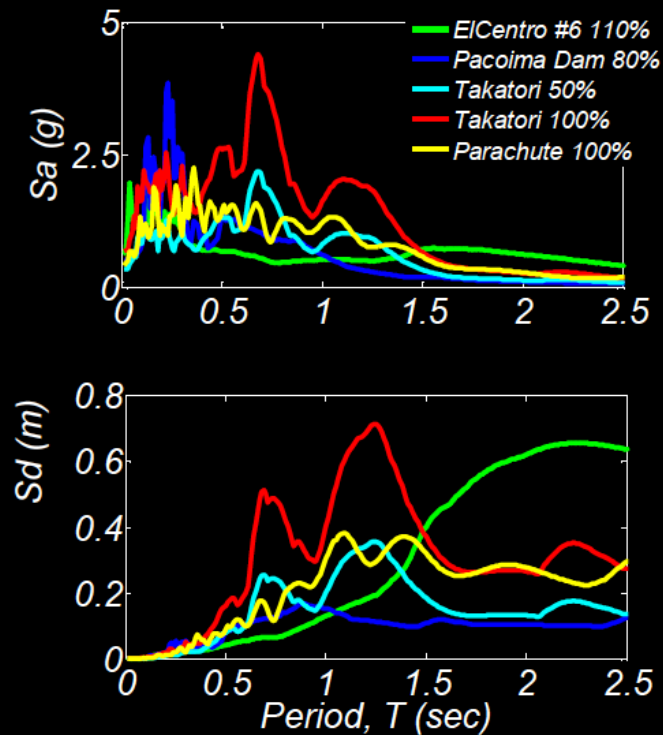 5
ElCentro #6 110%
Pacoima Dam 80%
Takatori 50%
Takatori 100%
Parachute 100%
Sa (g)
2.5
0
0 0.5 1 1.5 2 2.5
0.8
Sd (m)
0.6
0.4
0.2
0
0 0.5 1 1.5 2 2.5
Period, T (sec)